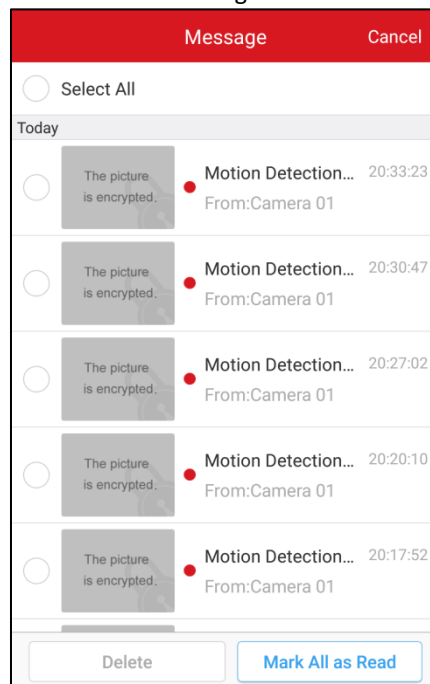 Message Cancel
Select All
Today
The picture
is encrypted.
Motion Detection... 20:33:23
From:Camera 01
The picture
is encrypted.
Motion Detection... 20:30:47
From:Camera 01
The picture
is encrypted.
Motion Detection... 20:27:02
From:Camera 01
The picture
is encrypted.
Motion Detection... 20:20:10
From:Camera 01
The picture
is encrypted.
Motion Detection... 20:17:52
From:Camera 01
Delete Mark All as Read